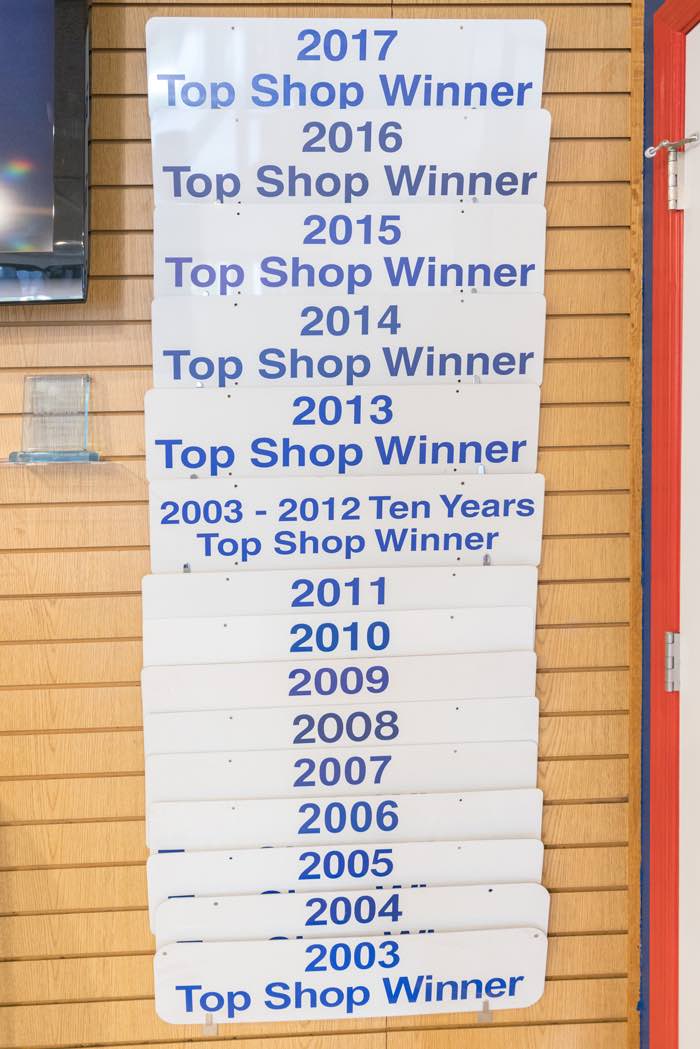 2017
Top Shop Winner
2016
Top Shop Winner
2015
Top Shop Winner
2014
Top Shop Winner
2013
Top Shop Winner
2003 - 2012 Ten Years
Top Shop Winner
2011
2010
2009
2008
2007
2006
2005
2004
2003
Top Shop Winner